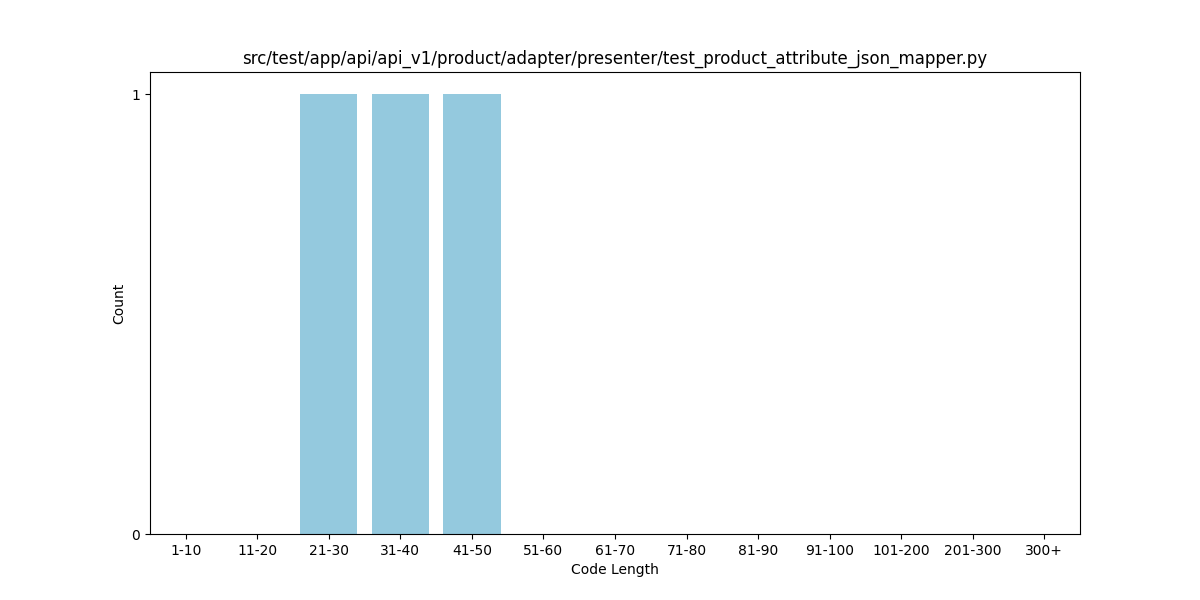 src/test/app/api/api_v1/product/adapter/presenter/test_product_attribute_json_mapper.py
1
Count
0
1-10 11-20 21-30 31-40 41-50 51-60 61-70 71-80 81-90 91-100 101-200 201-300 300+
Code Length